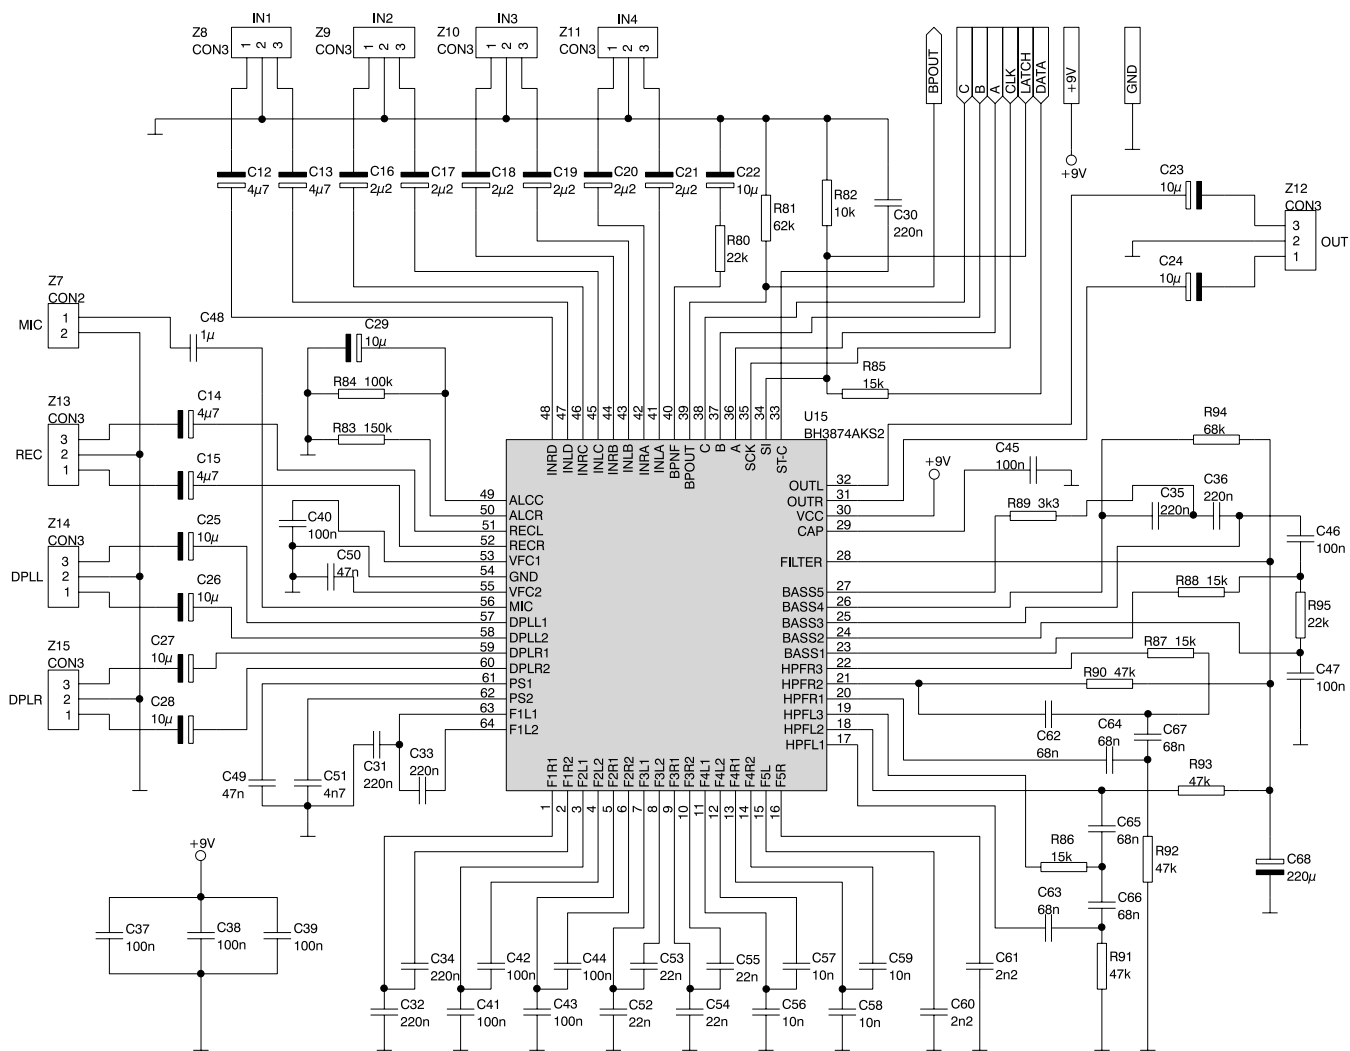 Z8
CON3
IN1
1 2 3
Z9
CON3
IN2
1 2 3
Z10
CON3
IN3
1 2 3
Z11
CON3
IN4
1 2 3
BPOUT
C
B
A
CLK
LATCH
DATA
+9V
GND
+9V
C12
4µ7
C13
4µ7
C16
2µ2
C17
2µ2
C18
2µ2
C19
2µ2
C20
2µ2
C21
2µ2
C22
10µ
R80
22k
R81
62k
R82
10k
C30
220n
C23
10µ
C24
10µ
Z12
CON3
3
2
1
OUT
Z7
CON2
MIC
1
2
C48
1µ
C29
10µ
R84 100k
R83 150k
R85
15k
Z13
CON3
REC
3
2
1
C14
4µ7
C15
4µ7
Z14
CON3
DPLL
3
2
1
C25
10µ
C26
10µ
Z15
CON3
DPLR
3
2
1
C27
10µ
C28
10µ
C40
100n
C50
47n
U15
BH3874AKS2
48 INRD
47 INLD
46 INRC
45 INLC
44 INRB
43 INLB
42 INRA
41 INLA
40 BPNF
39 BPOUT
38 C
37 B
36 A
35 SCK
34 SI
33 ST-C
49 ALCC
50 ALCR
51 RECL
52 RECR
53 VFC1
54 GND
55 VFC2
56 MIC
57 DPLL1
58 DPLL2
59 DPLR1
60 DPLR2
61 PS1
62 PS2
63 F1L1
64 F1L2
OUTL 32
OUTR 31
VCC 30
CAP 29
FILTER 28
BASS5 27
BASS4 26
BASS3 25
BASS2 24
BASS1 23
HPFR3 22
HPFR2 21
HPFR1 20
HPFL3 19
HPFL2 18
HPFL1 17
F1R1 1
F1R2 2
F2L1 3
F2L2 4
F2R1 5
F2R2 6
F3L1 7
F3L2 8
F3R1 9
F3R2 10
F4L1 11
F4L2 12
F4R1 13
F4R2 14
F5L 15
F5R 16
+9V
C45
100n
R94
68k
R89 3k3
C35
220n
C36
220n
C46
100n
R88 15k
R95
22k
R87 15k
C47
100n
R90 47k
C62
68n
C64
68n
C67
68n
R93
47k
C65
68n
R86
15k
R92
47k
C68
220µ
C63
68n
C66
68n
R91
47k
C49
47n
C51
4n7
C31
220n
C33
220n
+9V
C37
100n
C38
100n
C39
100n
C34
220n
C32
220n
C42
100n
C41
100n
C44
100n
C43
100n
C53
22n
C52
22n
C55
22n
C54
22n
C57
10n
C56
10n
C59
10n
C58
10n
C61
2n2
C60
2n2